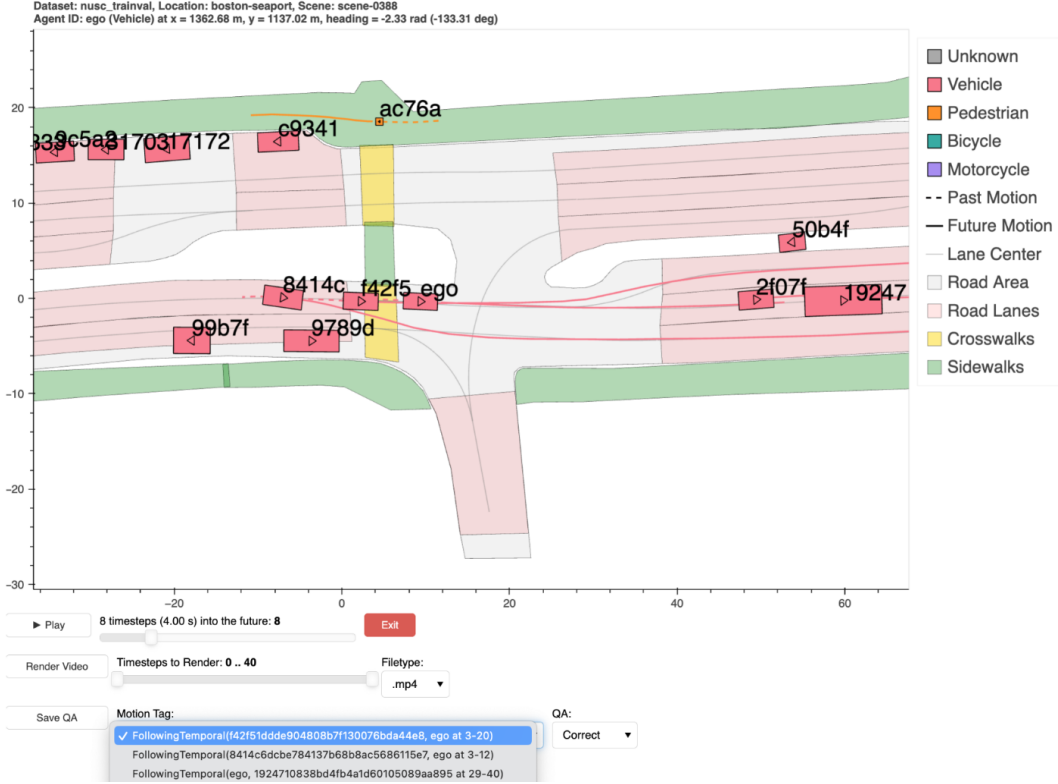 Dataset: nusc_trainval, Location: boston-seaport, Scene: scene-0388
Agent ID: ego (Vehicle) at x = 1362.68 m, y = 1137.02 m, heading = -2.33 rad (-133.31 deg)
Unknown
Vehicle
Pedestrian
Bicycle
Motorcycle
Past Motion
Future Motion
Lane Center
Road Area
Road Lanes
Crosswalks
Sidewalks
20
10
0
−10
−20
−30
ac76a
c9341
50b4f
8414c
f42f5
ego
2f07f
19247
99b7f
9789d
−20
0
20
40
60
► Play
8 timesteps (4.00 s) into the future: 8
Exit
Render Video
Timesteps to Render: 0 .. 40
Filetype:
.mp4 ▼
Save QA
Motion Tag:
QA:
✓ FollowingTemporal(f42f51ddde904808b7f130076bda44e8, ego at 3-20)
Correct ▼
FollowingTemporal(8414c6dcbe784137b68b8ac5686115e7, ego at 3-12)
FollowingTemporal(ego, 1924710838bd4fb4a1d60105089aa895 at 29-40)